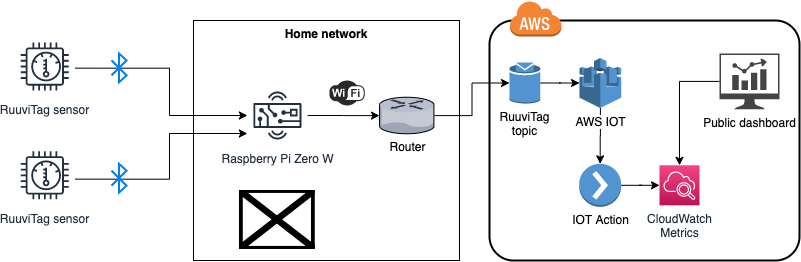 Home network
AWS
RuuviTag sensor
RuuviTag sensor
Raspberry Pi Zero W
Wi Fi
Router
RuuviTag
topic
AWS IOT
Public dashboard
IOT Action
CloudWatch
Metrics